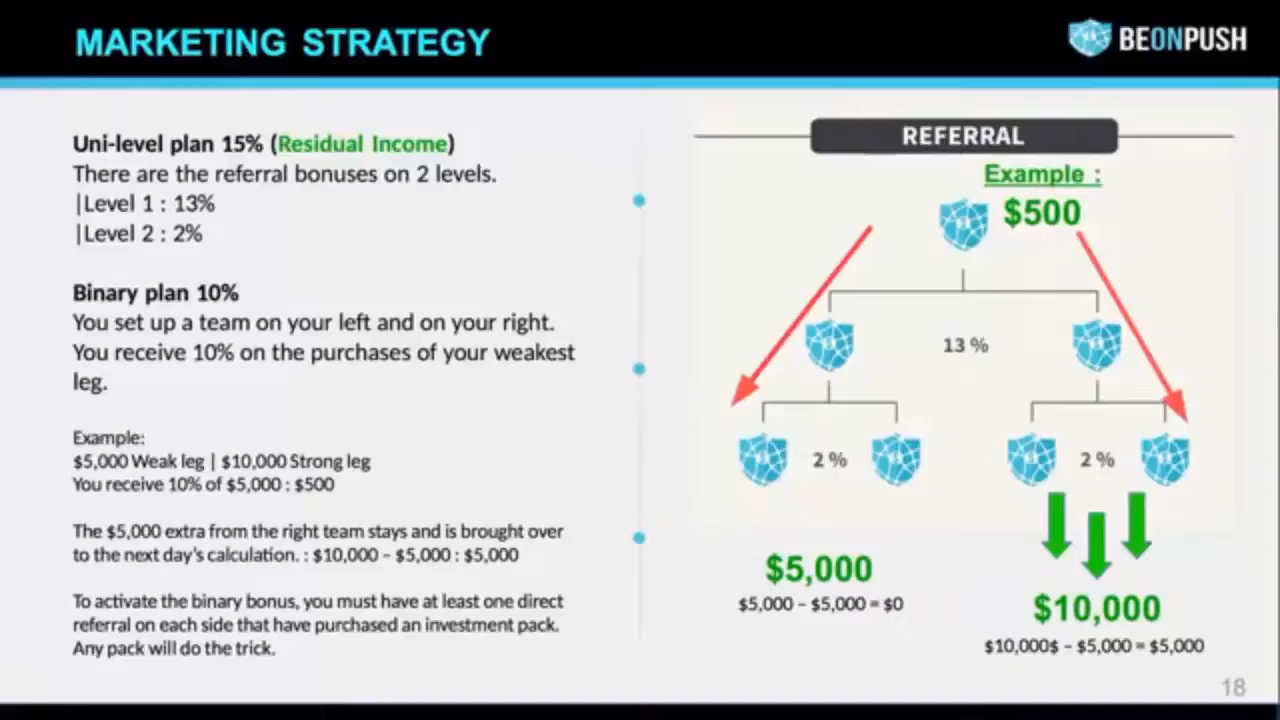 MARKETING STRATEGY
BEONPUSH
Uni-level plan 15% (Residual Income)
There are the referral bonuses on 2 levels.
|Level 1 : 13%
|Level 2 : 2%
Binary plan 10%
You set up a team on your left and on your right.
You receive 10% on the purchases of your weakest
leg.
Example:
$5,000 Weak leg | $10,000 Strong leg
You receive 10% of $5,000 : $500
The $5,000 extra from the right team stays and is brought over
to the next day's calculation. : $10,000 – $5,000 : $5,000
To activate the binary bonus, you must have at least one direct
referral on each side that have purchased an investment pack.
Any pack will do the trick.
REFERRAL
Example :
$500
13 %
2 %
2 %
$5,000
$5,000 – $5,000 = $0
$10,000
$10,000$ – $5,000 = $5,000
18